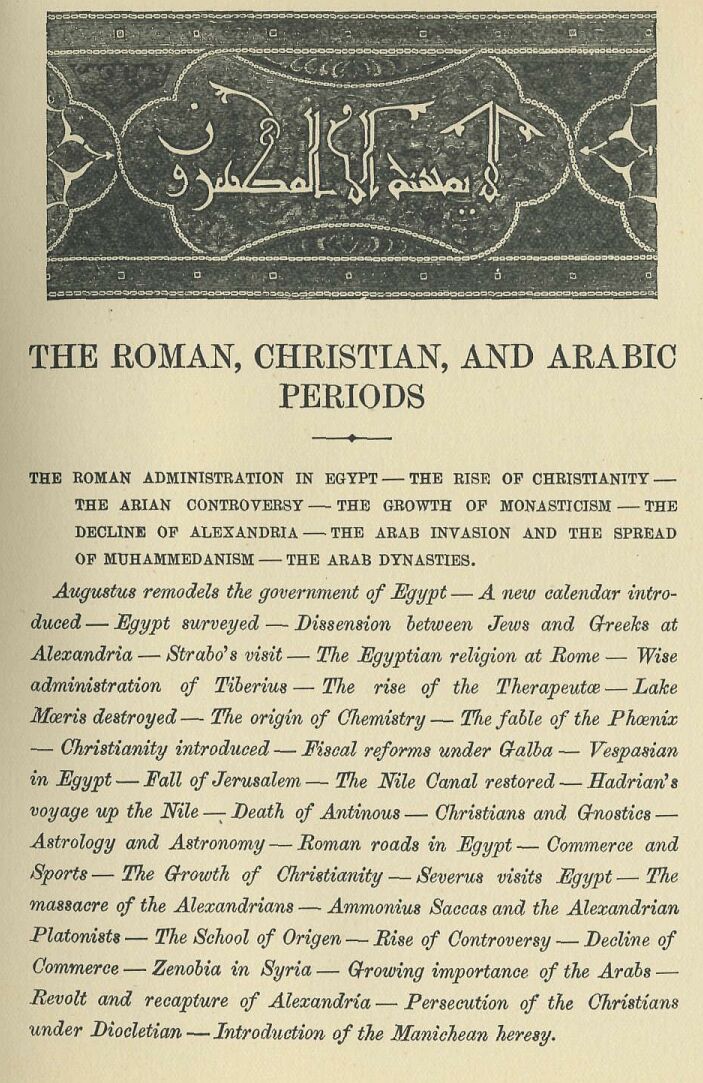 لا يمسه الا المطهرون
THE ROMAN, CHRISTIAN, AND ARABIC
PERIODS
THE ROMAN ADMINISTRATION IN EGYPT — THE RISE OF CHRISTIANITY —
THE ARIAN CONTROVERSY — THE GROWTH OF MONASTICISM — THE
DECLINE OF ALEXANDRIA — THE ARAB INVASION AND THE SPREAD
OF MUHAMMEDANISM — THE ARAB DYNASTIES.
Augustus remodels the government of Egypt — A new calendar intro-
duced — Egypt surveyed — Dissension between Jews and Greeks at
Alexandria — Strabo's visit — The Egyptian religion at Rome — Wise
administration of Tiberius — The rise of the Therapeutæ — Lake
Mœris destroyed — The origin of Chemistry — The fable of the Phœnix
— Christianity introduced — Fiscal reforms under Galba — Vespasian
in Egypt — Fall of Jerusalem — The Nile Canal restored — Hadrian's
voyage up the Nile — Death of Antinous — Christians and Gnostics —
Astrology and Astronomy — Roman roads in Egypt — Commerce and
Sports — The Growth of Christianity — Severus visits Egypt — The
massacre of the Alexandrians — Ammonius Saccas and the Alexandrian
Platonists — The School of Origen — Rise of Controversy — Decline of
Commerce — Zenobia in Syria — Growing importance of the Arabs —
Revolt and recapture of Alexandria — Persecution of the Christians
under Diocletian — Introduction of the Manichean heresy.